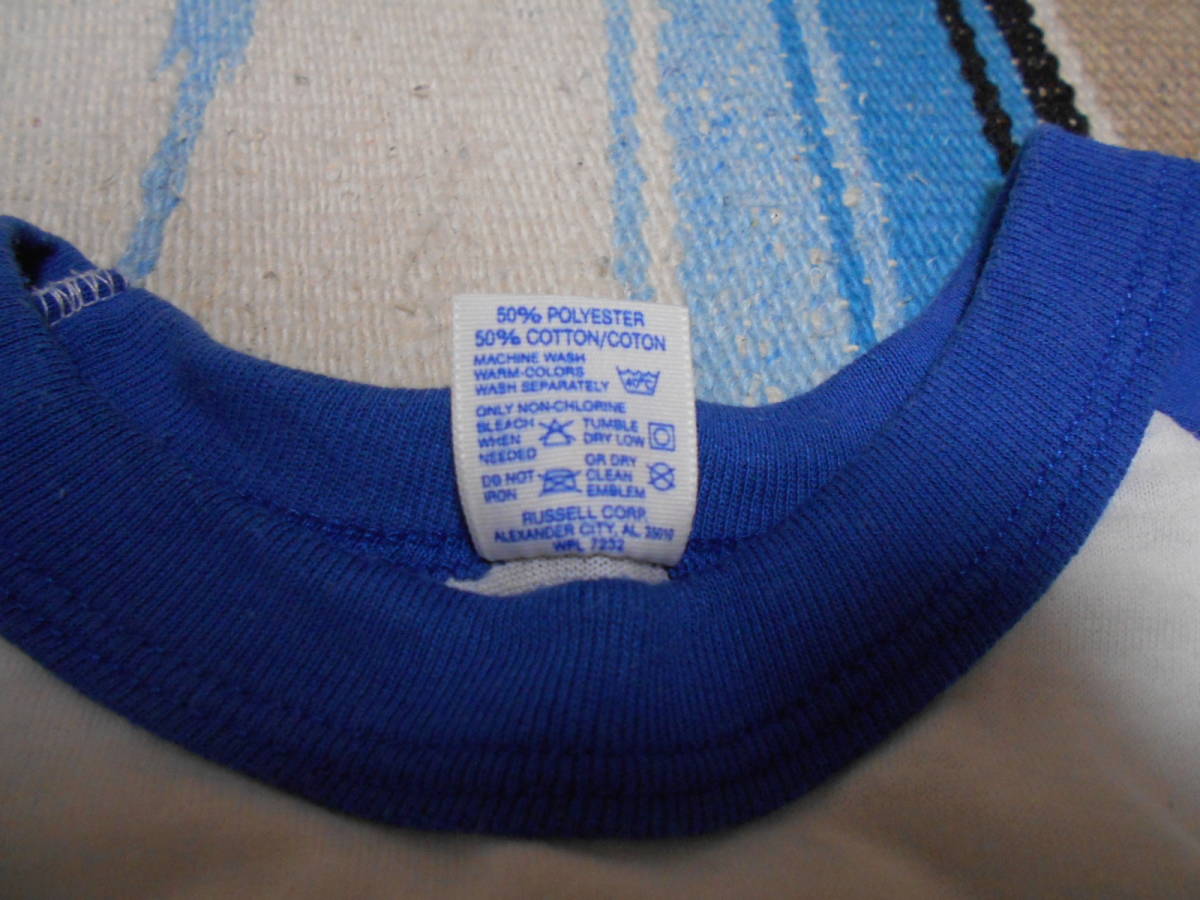 50% POLYESTER
50% COTTON/COTON
MACHINE WASH
WARM-COLORS
WASH SEPARATELY
40°C
ONLY NON-CHLORINE
BLEACH
WHEN
NEEDED
TUMBLE
DRY LOW
DO NOT
IRON
OR DRY
CLEAN
EMBLEM
RUSSELL CORP.
ALEXANDER CITY, AL 35010
WPL 7232